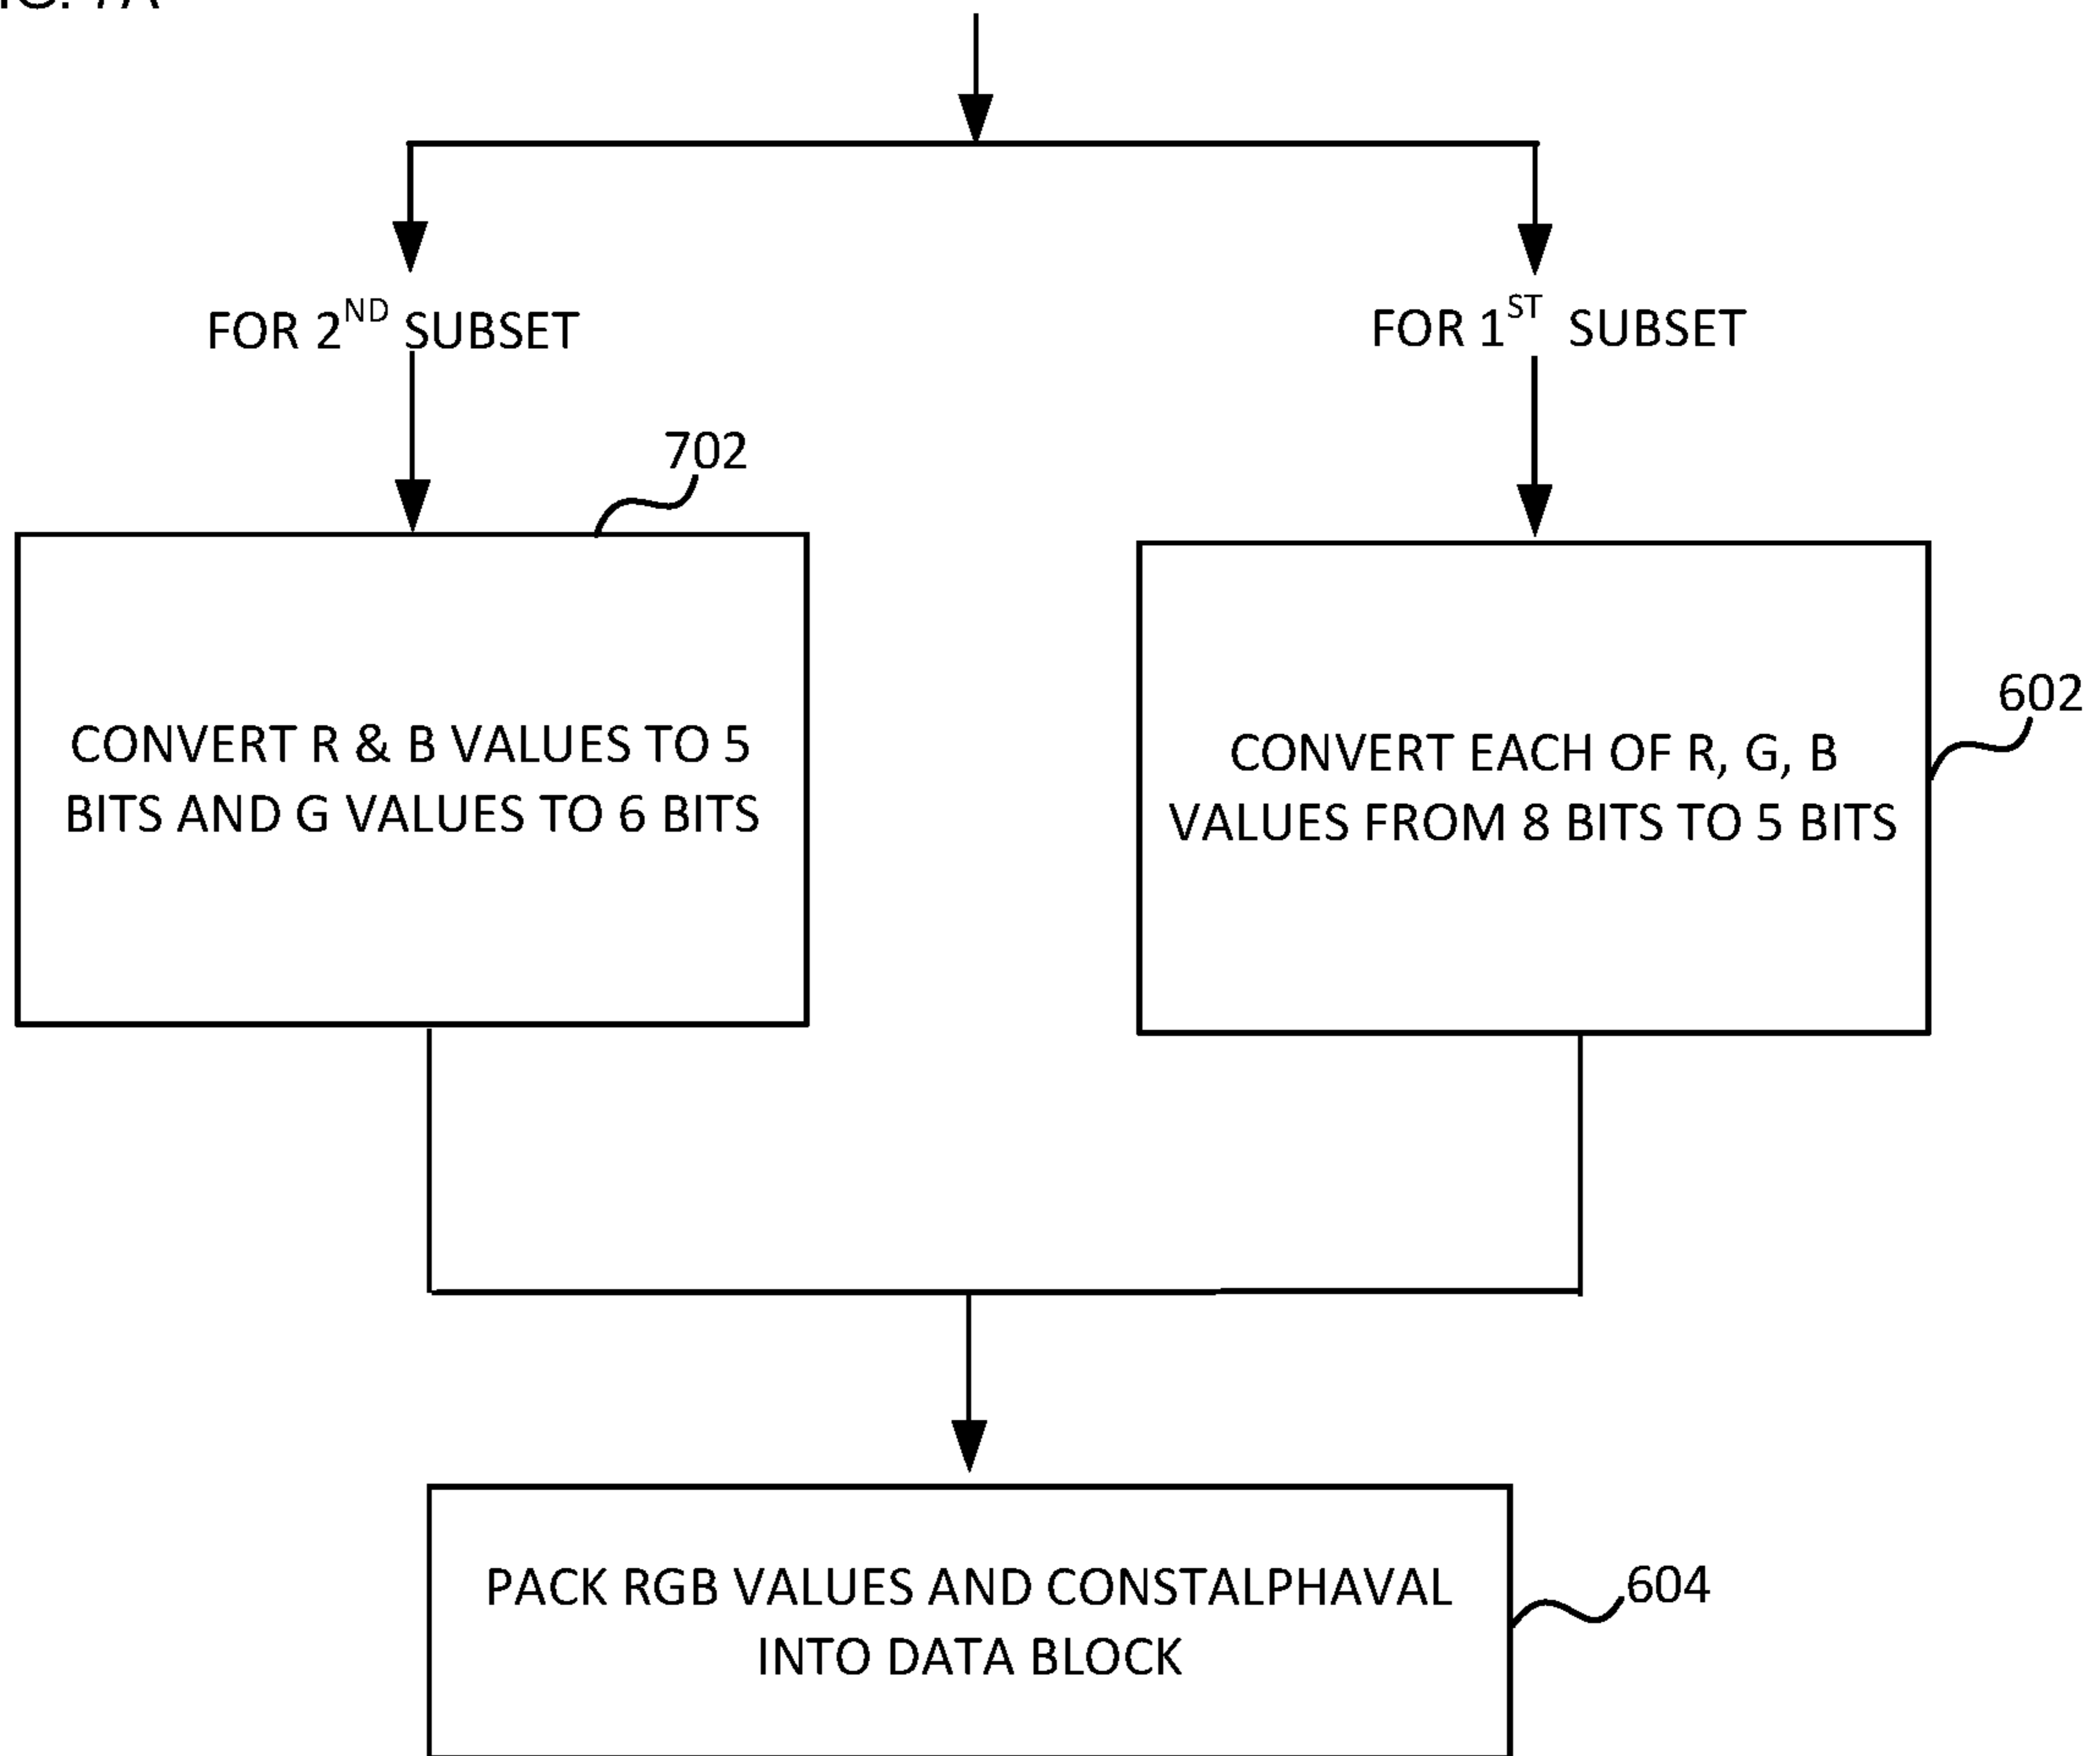 7A
FOR 2ND SUBSET
FOR 1ST SUBSET
702
602
CONVERT R & B VALUES TO 5
BITS AND G VALUES TO 6 BITS
CONVERT EACH OF R, G, B
VALUES FROM 8 BITS TO 5 BITS
PACK RGB VALUES AND CONSTALPHAVAL
INTO DATA BLOCK
604